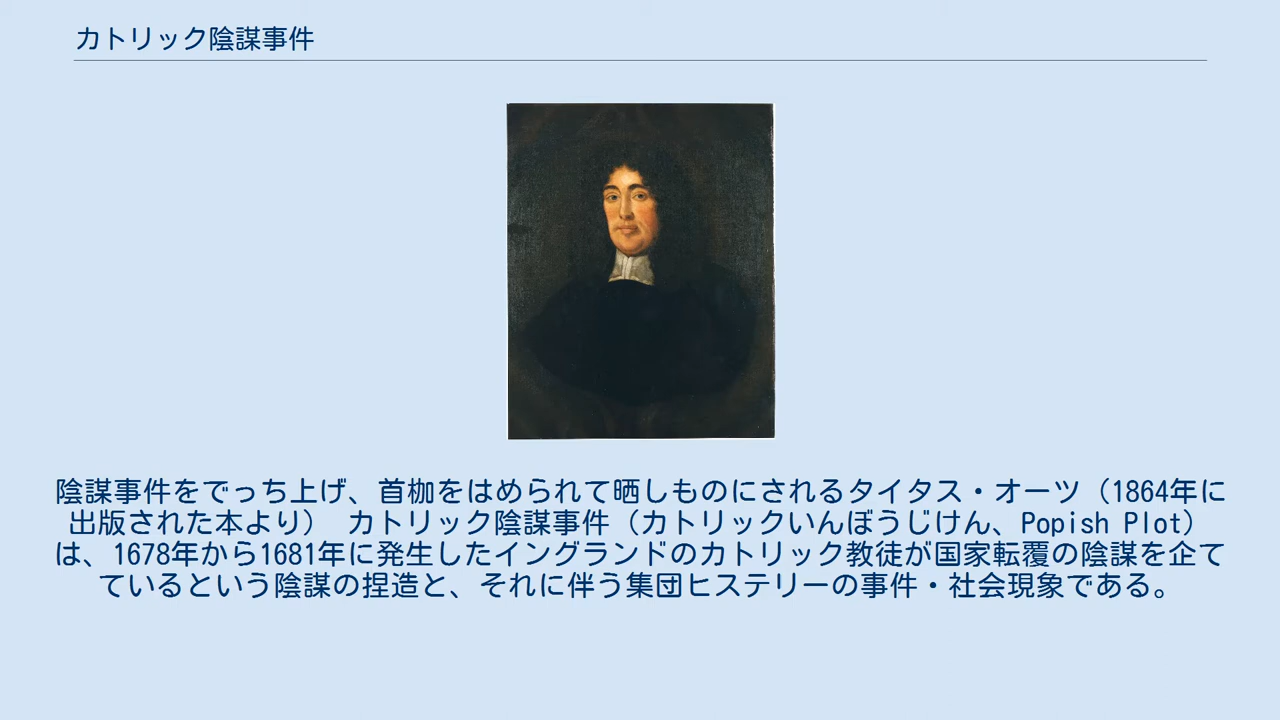 カトリック陰謀事件
陰謀事件をでっち上げ、首枷をはめられて晒しものにされるタイタス・オーツ（1864年に
出版された本より） カトリック陰謀事件（カトリックいんぼうじけん、Popish Plot）
は、1678年から1681年に発生したイングランドのカトリック教徒が国家転覆の陰謀を企て
ているという陰謀の捏造と、それに伴う集団ヒステリーの事件・社会現象である。